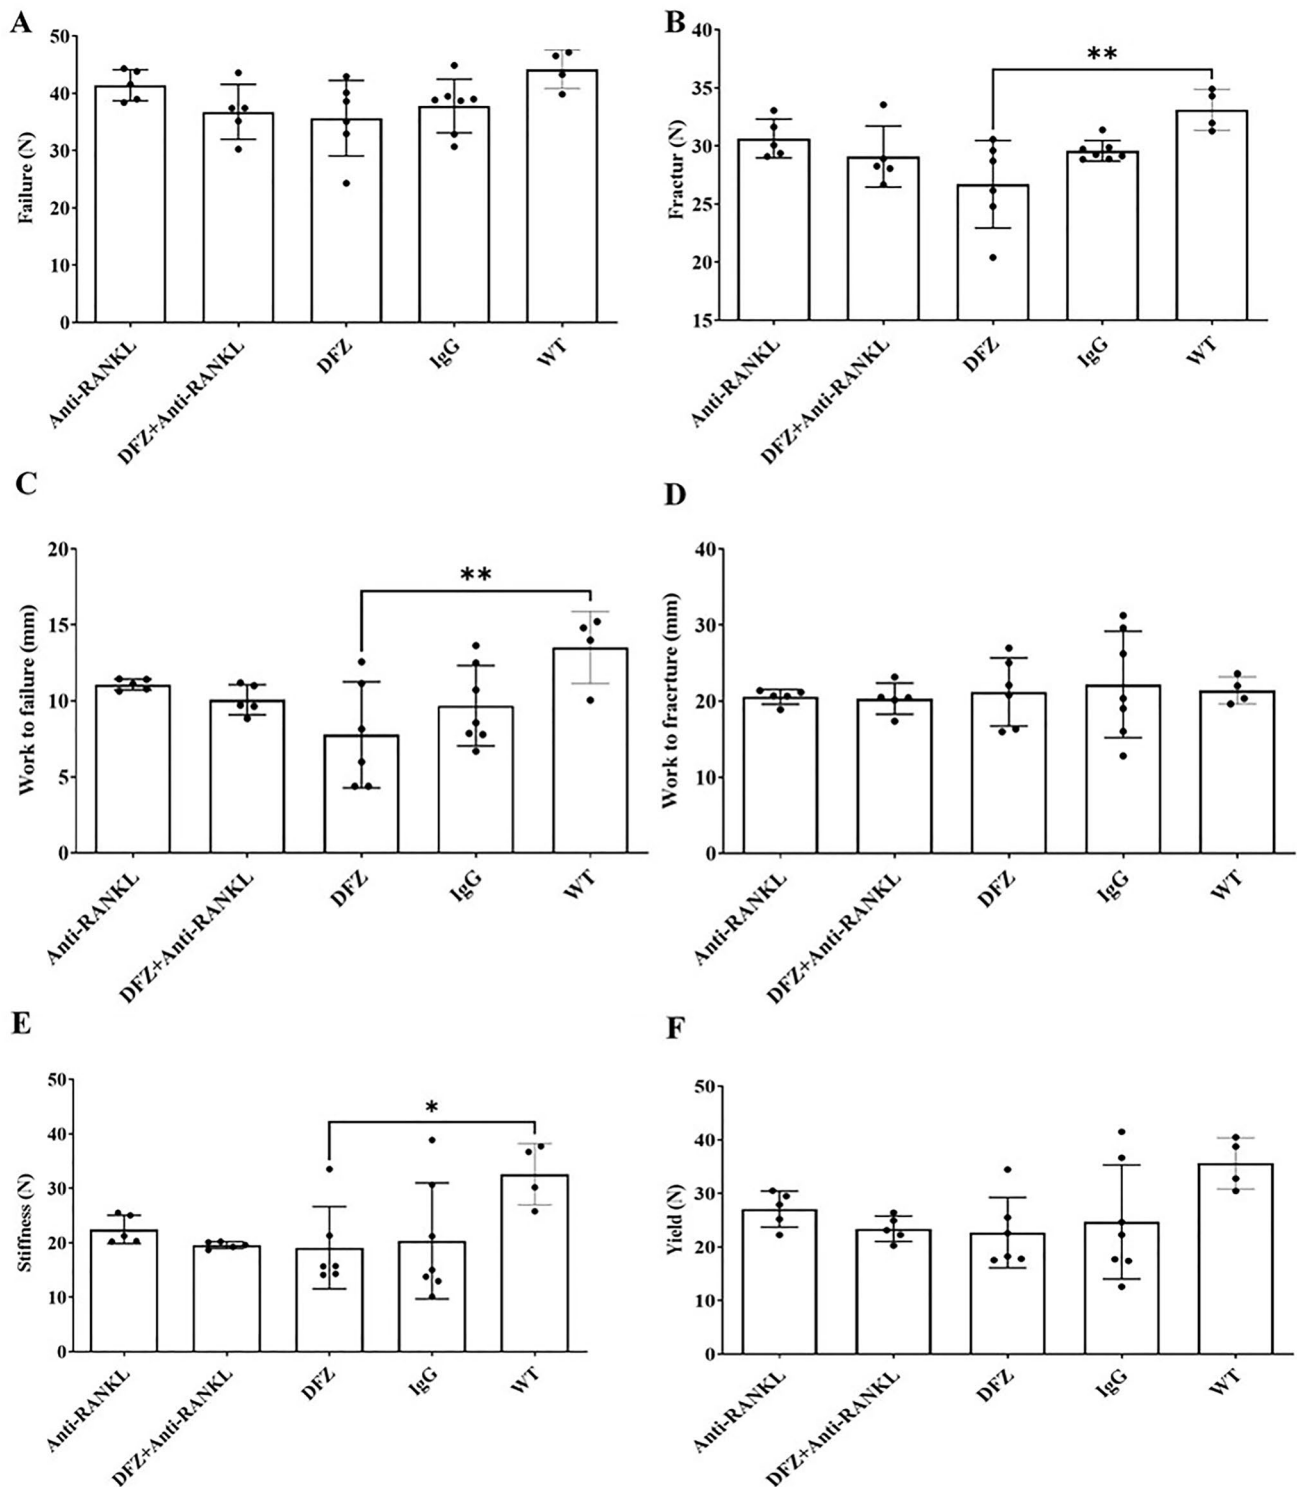 A
Failure (N)
50
40
30
20
10
0
Anti-RANKL
DFZ+Anti-RANKL
DFZ
IgG
WT
B
Fractur (N)
40
35
30
25
20
15
**
Anti-RANKL
DFZ+Anti-RANKL
DFZ
IgG
WT
C
Work to failure (mm)
20
15
10
5
0
**
Anti-RANKL
DFZ+Anti-RANKL
DFZ
IgG
WT
D
Work to fracrture (mm)
40
30
20
10
0
Anti-RANKL
DFZ+Anti-RANKL
DFZ
IgG
WT
E
Stiffness (N)
50
40
30
20
10
0
*
Anti-RANKL
DFZ+Anti-RANKL
DFZ
IgG
WT
F
Yield (N)
50
40
30
20
10
0
Anti-RANKL
DFZ+Anti-RANKL
DFZ
IgG
WT